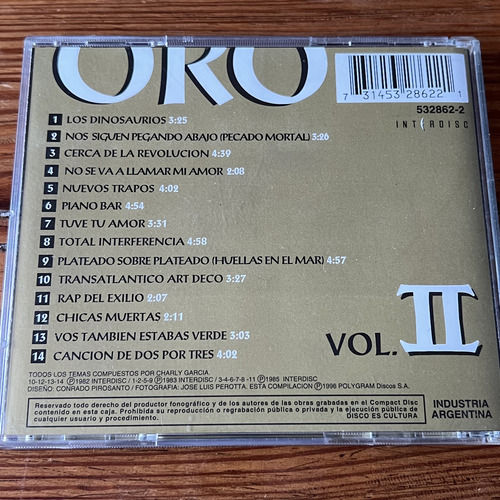 ORO
7 31453 28622 1
532862-2
INTERDISC
1 LOS DINOSAURIOS 3:25
2 NOS SIGUEN PEGANDO ABAJO (PECADO MORTAL) 3:26
3 CERCA DE LA REVOLUCION 4:39
4 NO SE VA A LLAMAR MI AMOR 2:08
5 NUEVOS TRAPOS 4:02
6 PIANO BAR 4:54
7 TUVE TU AMOR 3:31
8 TOTAL INTERFERENCIA 4:58
9 PLATEADO SOBRE PLATEADO (HUELLAS EN EL MAR) 4:57
10 TRANSATLANTICO ART DECO 3:27
11 RAP DEL EXILIO 2:07
12 CHICAS MUERTAS 2:11
13 VOS TAMBIEN ESTABAS VERDE 3:03
14 CANCION DE DOS POR TRES 4:02
VOL. II
TODOS LOS TEMAS COMPUESTOS POR CHARLY GARCIA.
10-12-13-14 ℗1982 INTERDISC / 1-2-5-9 ℗1983 INTERDISC / 3-4-6-7-8-11 ℗1985 INTERDISC
DISEÑO: CONRADO PIROSANTO / FOTOGRAFIA: JOSE LUIS PEROTTA. ESTA COMPILACION ℗1996 POLYGRAM Discos S.A.
Reservado todo derecho del productor fonográfico y de los autores de las obras grabadas en el Compact Disc
contenido en esta caja. Prohibida su reproducción o regrabación pública o privada y la ejecución pública de
cualquier usuario y procedimiento. DISCO ES CULTURA
INDUSTRIA
ARGENTINA